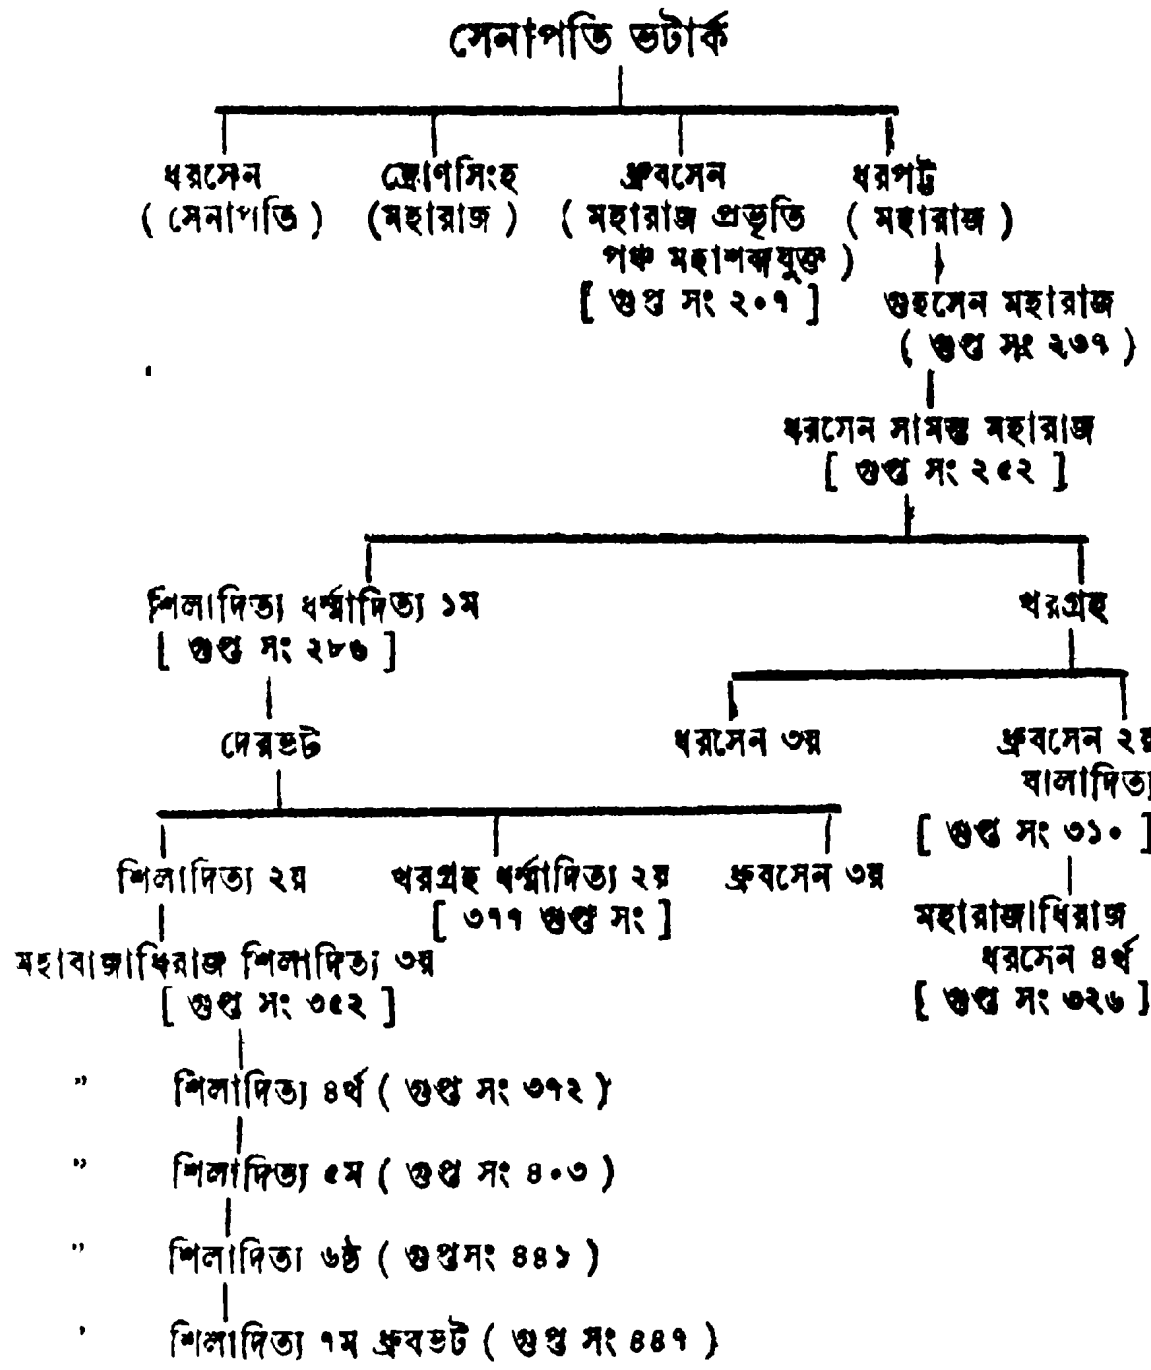 সেনাপতি ভটার্ক
ধরসেন দ্রোণসিংহ ধ্রুবসেন ধরপট্ট
( সেনাপতি ) (মহারাজ ) ( মহারাজ প্রভৃতি ( মহারাজ )
পঞ্চ মহাশব্দযুক্ত )
[ গুপ্ত সং ২০৭ ] গুহসেন মহারাজ
( গুপ্ত সং ২৩৭ )
ধরসেন সামন্ত মহারাজ
[ গুপ্ত সং ২৫২ ]
শিলাদিত্য ধর্ম্মাদিত্য ১ম খরগ্রহ
[ গুপ্ত সং ২৮৬ ]
দেরভট ধরসেন ৩য় ধ্রুবসেন ২য়
বালাদিত্য
[ গুপ্ত সং ৩১০ ]
শিলাদিত্য ২য় খরগ্রহ ধর্ম্মাদিত্য ২য় ধ্রুবসেন ৩য়
[ ৩৭৭ গুপ্ত সং ] মহারাজাধিরাজ
মহাবাজাধিরাজ শিলাদিত্য ৩য় ধরসেন ৪র্থ
[ গুপ্ত সং ৩৫২ ] [ গুপ্ত সং ৩২৬ ]
" শিলাদিত্য ৪র্থ ( গুপ্ত সং ৩৭২ )
" শিলাদিত্য ৫ম ( গুপ্ত সং ৪০৩ )
" শিলাদিত্য ৬ষ্ঠ ( গুপ্তসং ৪৪১ )
' শিলাদিত্য ৭ম ধ্রুবভট ( গুপ্ত সং ৪৪৭ )